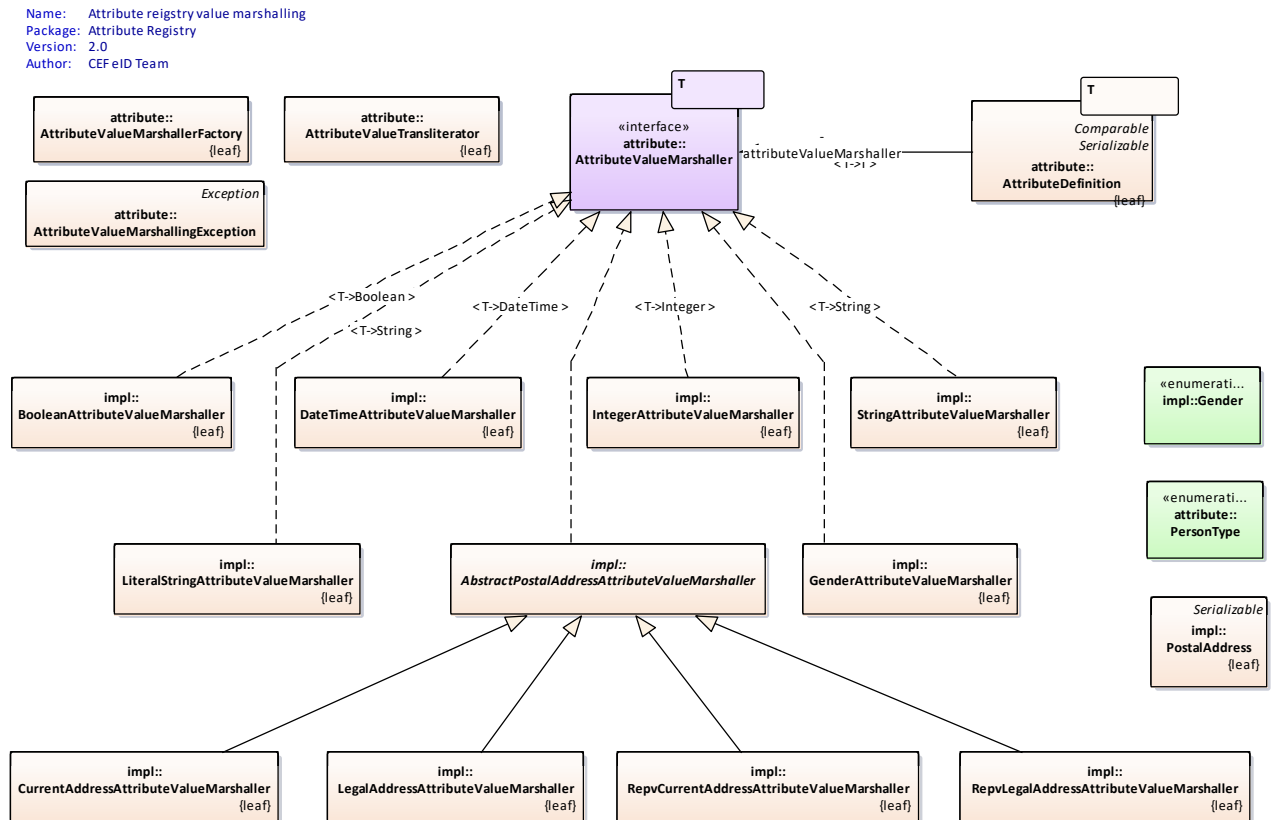 Name: Attribute reigstry value marshalling
Package: Attribute Registry
Version: 2.0
Author: CEF eID Team
attribute::
AttributeValueMarshallerFactory
{leaf}
attribute::
AttributeValueTransliterator
{leaf}
T
«interface»
attribute::
AttributeValueMarshaller
attributeValueMarshaller
T
Comparable
Serializable
attribute::
AttributeDefinition
{leaf}
Exception
attribute::
AttributeValueMarshallingException
<T->Boolean>
<T->String>
<T->DateTime>
<T->Integer>
<T->String>
impl::
BooleanAttributeValueMarshaller
{leaf}
impl::
DateTimeAttributeValueMarshaller
{leaf}
impl::
IntegerAttributeValueMarshaller
{leaf}
impl::
StringAttributeValueMarshaller
{leaf}
«enumerati...
impl::Gender
«enumerati...
attribute::
PersonType
impl::
LiteralStringAttributeValueMarshaller
{leaf}
impl::
AbstractPostalAddressAttributeValueMarshaller
impl::
GenderAttributeValueMarshaller
{leaf}
Serializable
impl::
PostalAddress
{leaf}
impl::
CurrentAddressAttributeValueMarshaller
{leaf}
impl::
LegalAddressAttributeValueMarshaller
{leaf}
impl::
RepvCurrentAddressAttributeValueMarshaller
{leaf}
impl::
RepvLegalAddressAttributeValueMarshaller
{leaf}